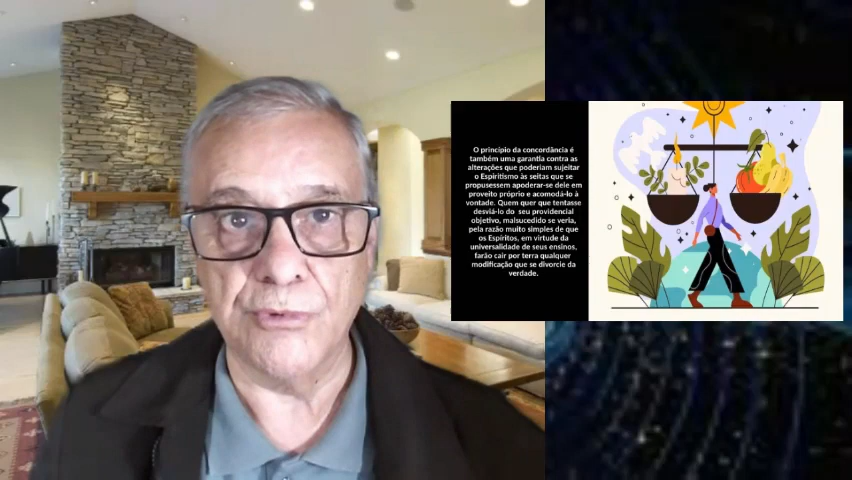 O princípio da concordância é
também uma garantia contra as
alterações que poderiam sujeitar
o Espiritismo às seitas que se
propusessem apoderar-se dele em
proveito próprio e acomodá-lo à
vontade. Quem quer que tentasse
desviá-lo do seu providencial
objetivo, malsucedido se veria,
pela razão muito simples de que
os Espíritos, em virtude da
universalidade de seus ensinos,
farão cair por terra qualquer
modificação que se divorcie da
verdade.